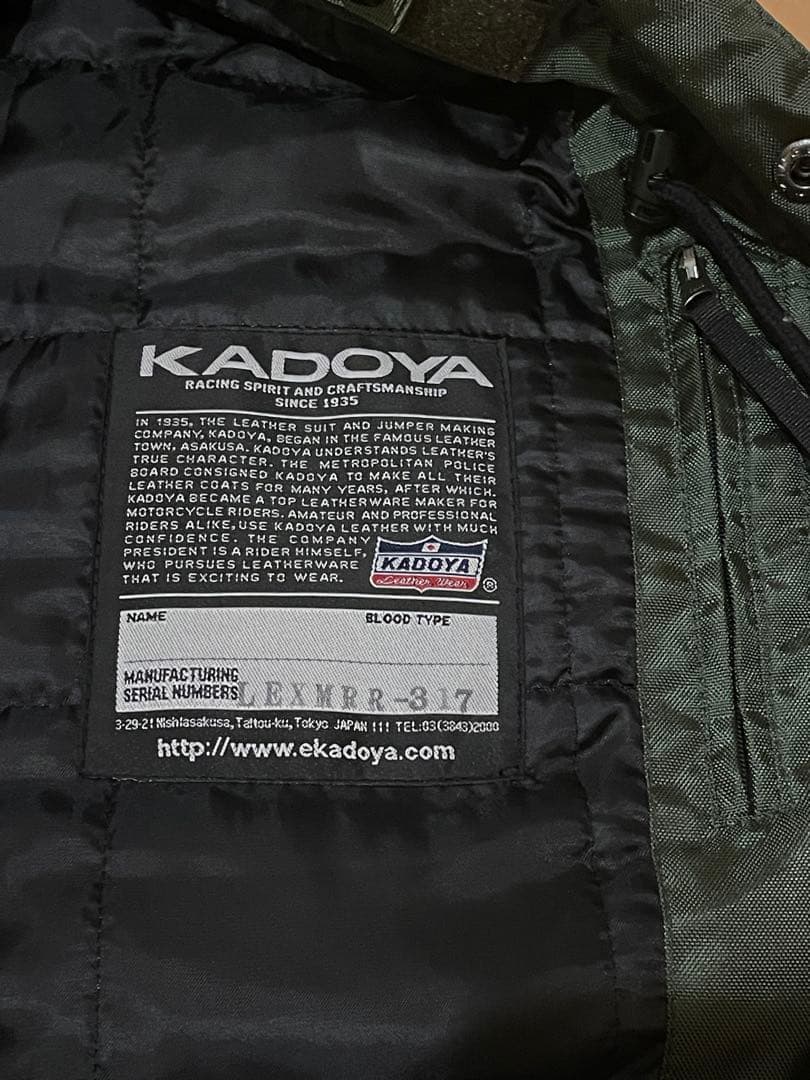 KADOYA
RACING SPIRIT AND CRAFTSMANSHIP
SINCE 1935
IN 1935, THE LEATHER SUIT AND JUMPER MAKING
COMPANY, KADOYA, BEGAN IN THE FAMOUS LEATHER
TOWN, ASAKUSA. KADOYA UNDERSTANDS LEATHER'S
TRUE CHARACTER. THE METROPOLITAN POLICE
BOARD CONSIGNED KADOYA TO MAKE ALL THEIR
LEATHER COATS FOR MANY YEARS, AFTER WHICH.
KADOYA BECAME A TOP LEATHERWARE MAKER FOR
MOTORCYCLE RIDERS. AMATEUR AND PROFESSIONAL
RIDERS ALIKE, USE KADOYA LEATHER WITH MUCH
CONFIDENCE. THE COMPANY
PRESIDENT IS A RIDER HIMSELF,
WHO PURSUES LEATHERWARE
THAT IS EXCITING TO WEAR.
KADOYA
Leather Wear
®
NAME BLOOD TYPE
MANUFACTURING
SERIAL NUMBERS LEXMRR-317
3-29-21 Nishiasakusa, Taitou-ku, Tokyo JAPAN 111 TEL:03(3843)2000
http://www.ekadoya.com